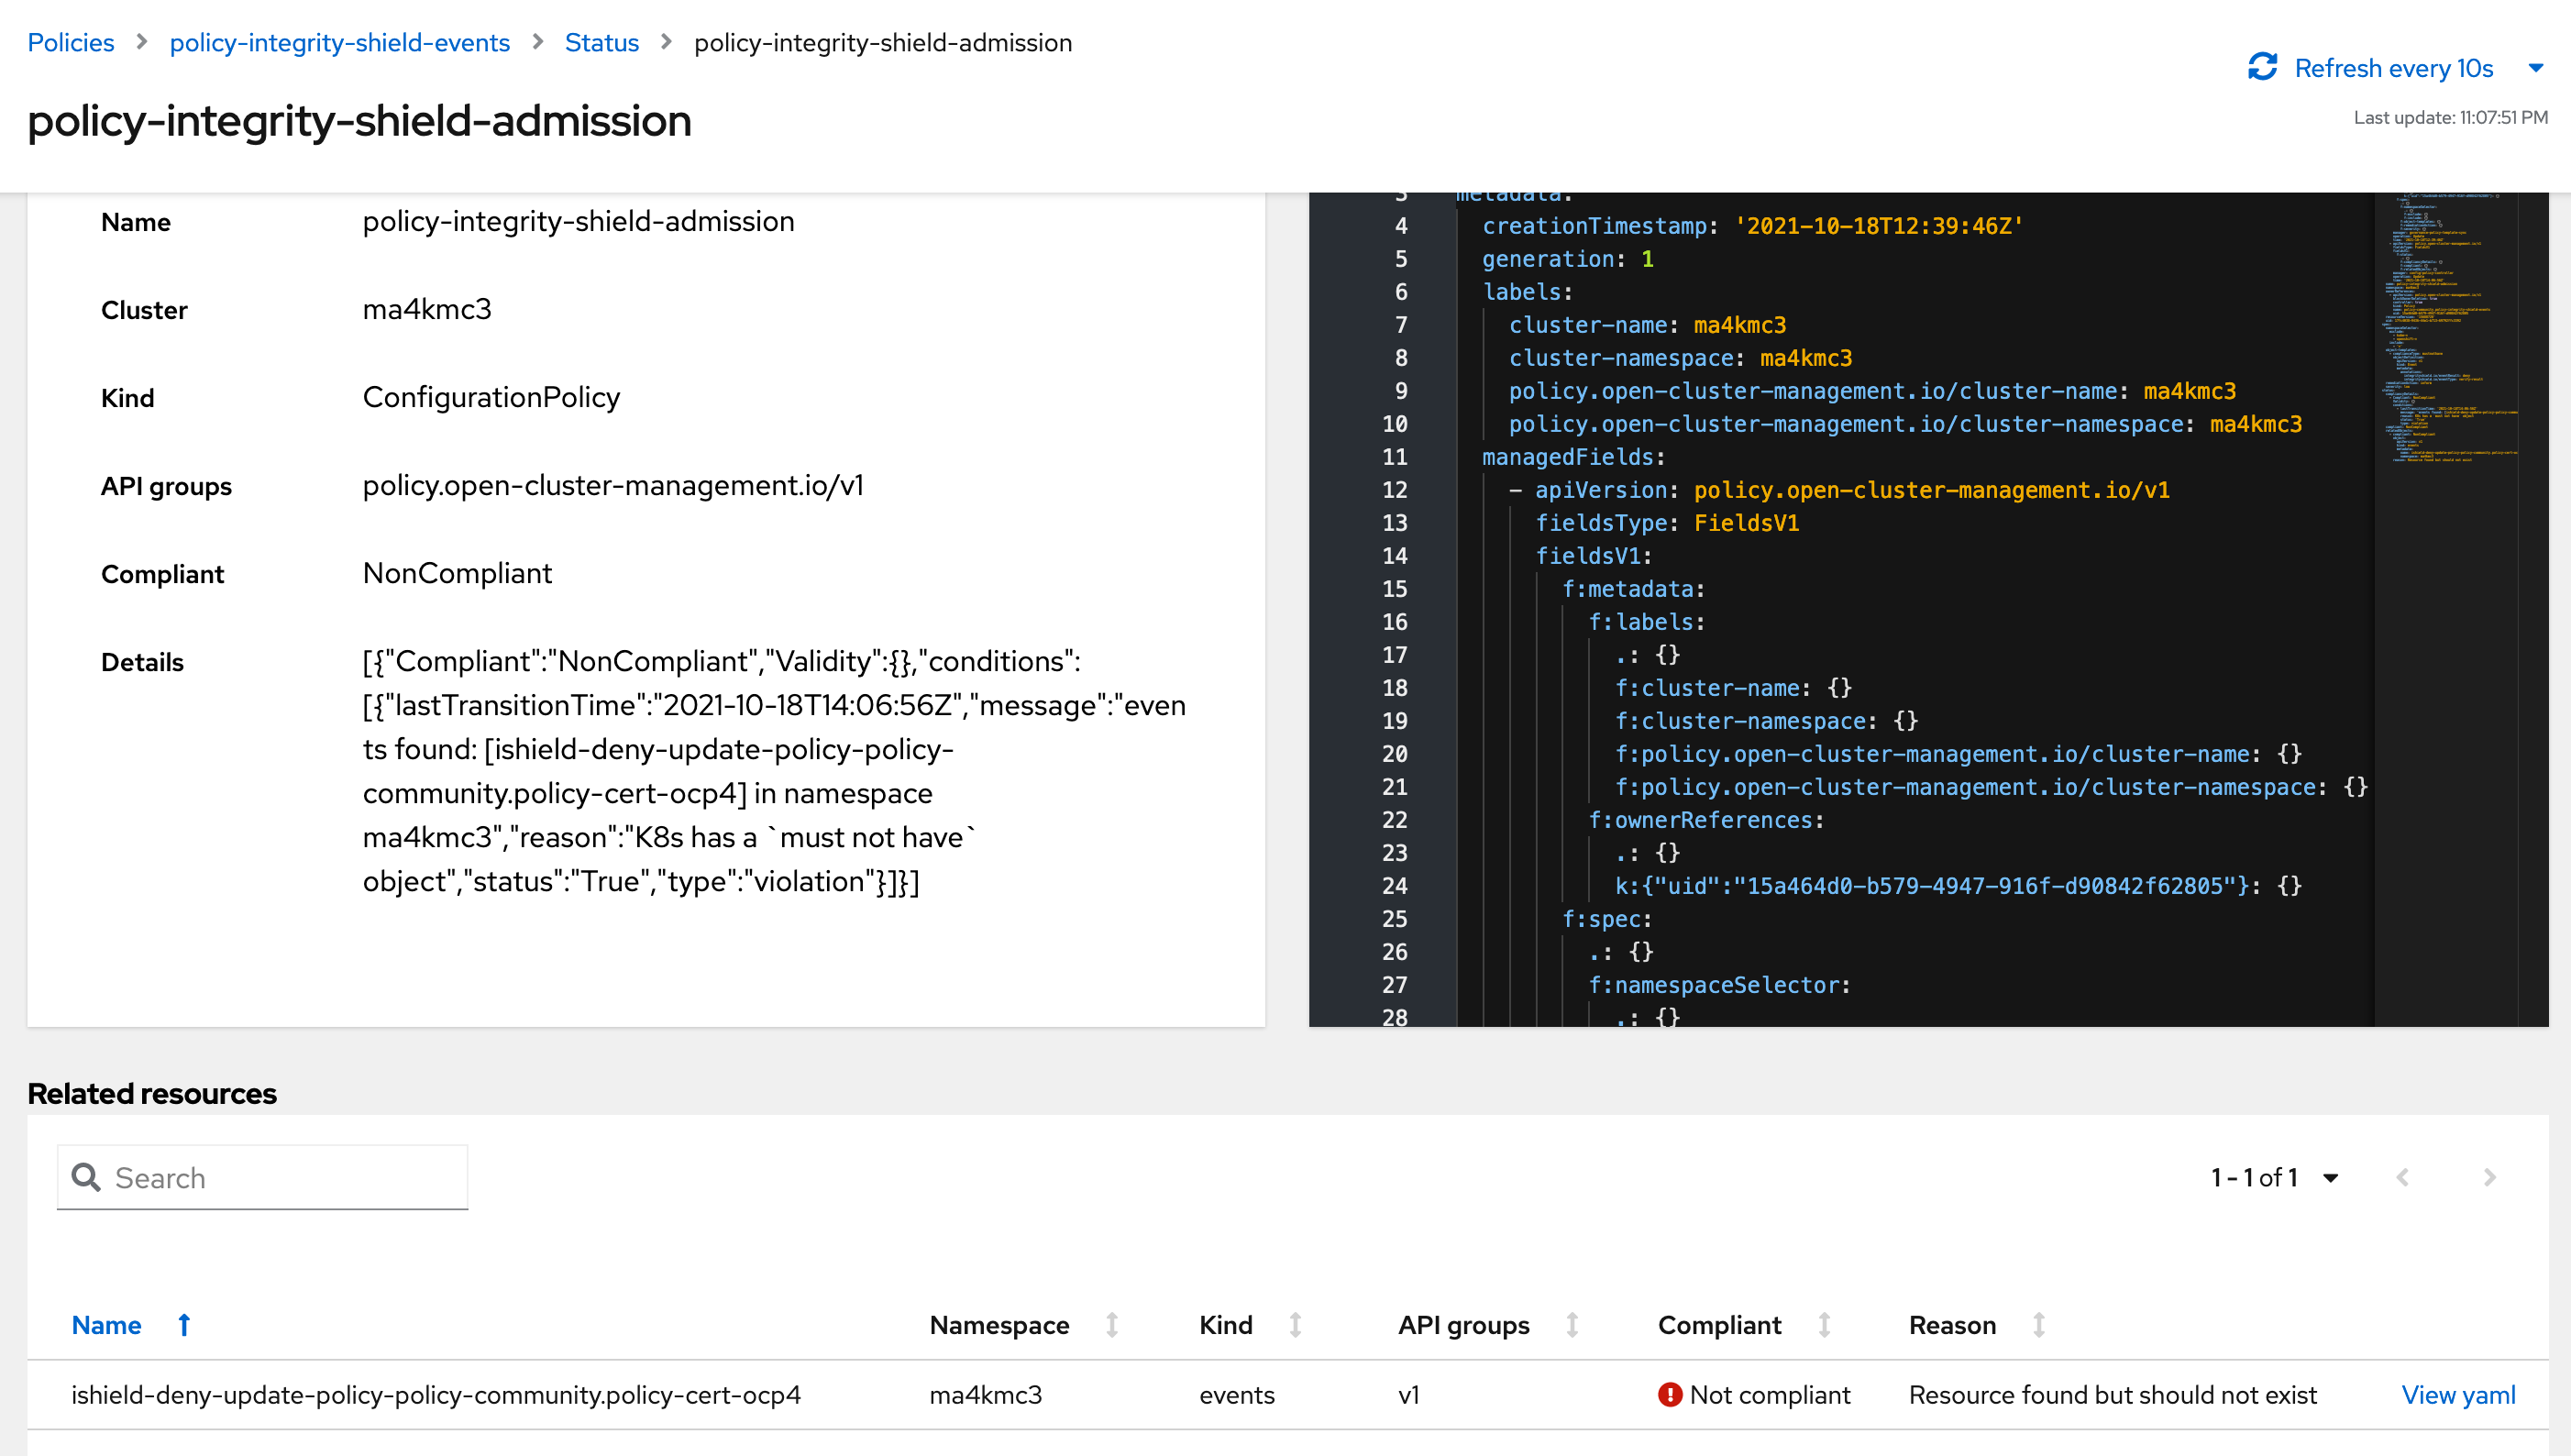 Policies > policy-integrity-shield-events > Status > policy-integrity-shield-admission
Refresh every 10s
policy-integrity-shield-admission
Last update: 11:07:51 PM
Name policy-integrity-shield-admission
Cluster ma4kmc3
Kind ConfigurationPolicy
API groups policy.open-cluster-management.io/v1
Compliant NonCompliant
Details [{"Compliant":"NonCompliant","Validity":{},"conditions":
[{"lastTransitionTime":"2021-10-18T14:06:56Z","message":"even
ts found: [ishield-deny-update-policy-policy-
community.policy-cert-ocp4] in namespace
ma4kmc3","reason":"K8s has a `must not have`
object","status":"True","type":"violation"}]}]
3 metadata:
4 creationTimestamp: '2021-10-18T12:39:46Z'
5 generation: 1
6 labels:
7 cluster-name: ma4kmc3
8 cluster-namespace: ma4kmc3
9 policy.open-cluster-management.io/cluster-name: ma4kmc3
10 policy.open-cluster-management.io/cluster-namespace: ma4kmc3
11 managedFields:
12 - apiVersion: policy.open-cluster-management.io/v1
13 fieldsType: FieldsV1
14 fieldsV1:
15 f:metadata:
16 f:labels:
17 .: {}
18 f:cluster-name: {}
19 f:cluster-namespace: {}
20 f:policy.open-cluster-management.io/cluster-name: {}
21 f:policy.open-cluster-management.io/cluster-namespace: {}
22 f:ownerReferences:
23 .: {}
24 k:{"uid":"15a464d0-b579-4947-916f-d90842f62805"}: {}
25 f:spec:
26 .: {}
27 f:namespaceSelector:
28 .: {}
Related resources
Search
1 - 1 of 1
Name Namespace Kind API groups Compliant Reason
ishield-deny-update-policy-policy-community.policy-cert-ocp4 ma4kmc3 events v1 Not compliant Resource found but should not exist View yaml